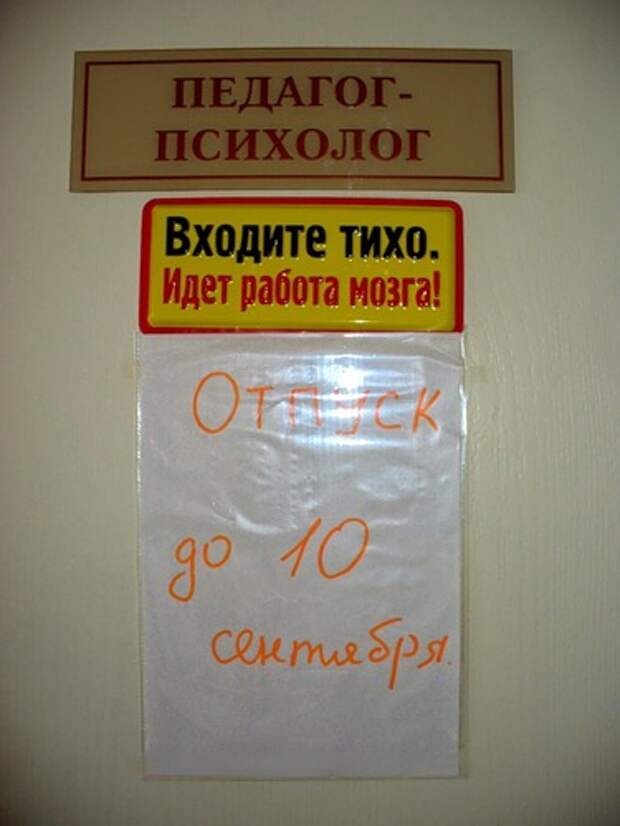 ПЕДАГОГ-
ПСИХОЛОГ
Входите тихо.
Идет работа мозга!
Отпуск
до 10
сентября.